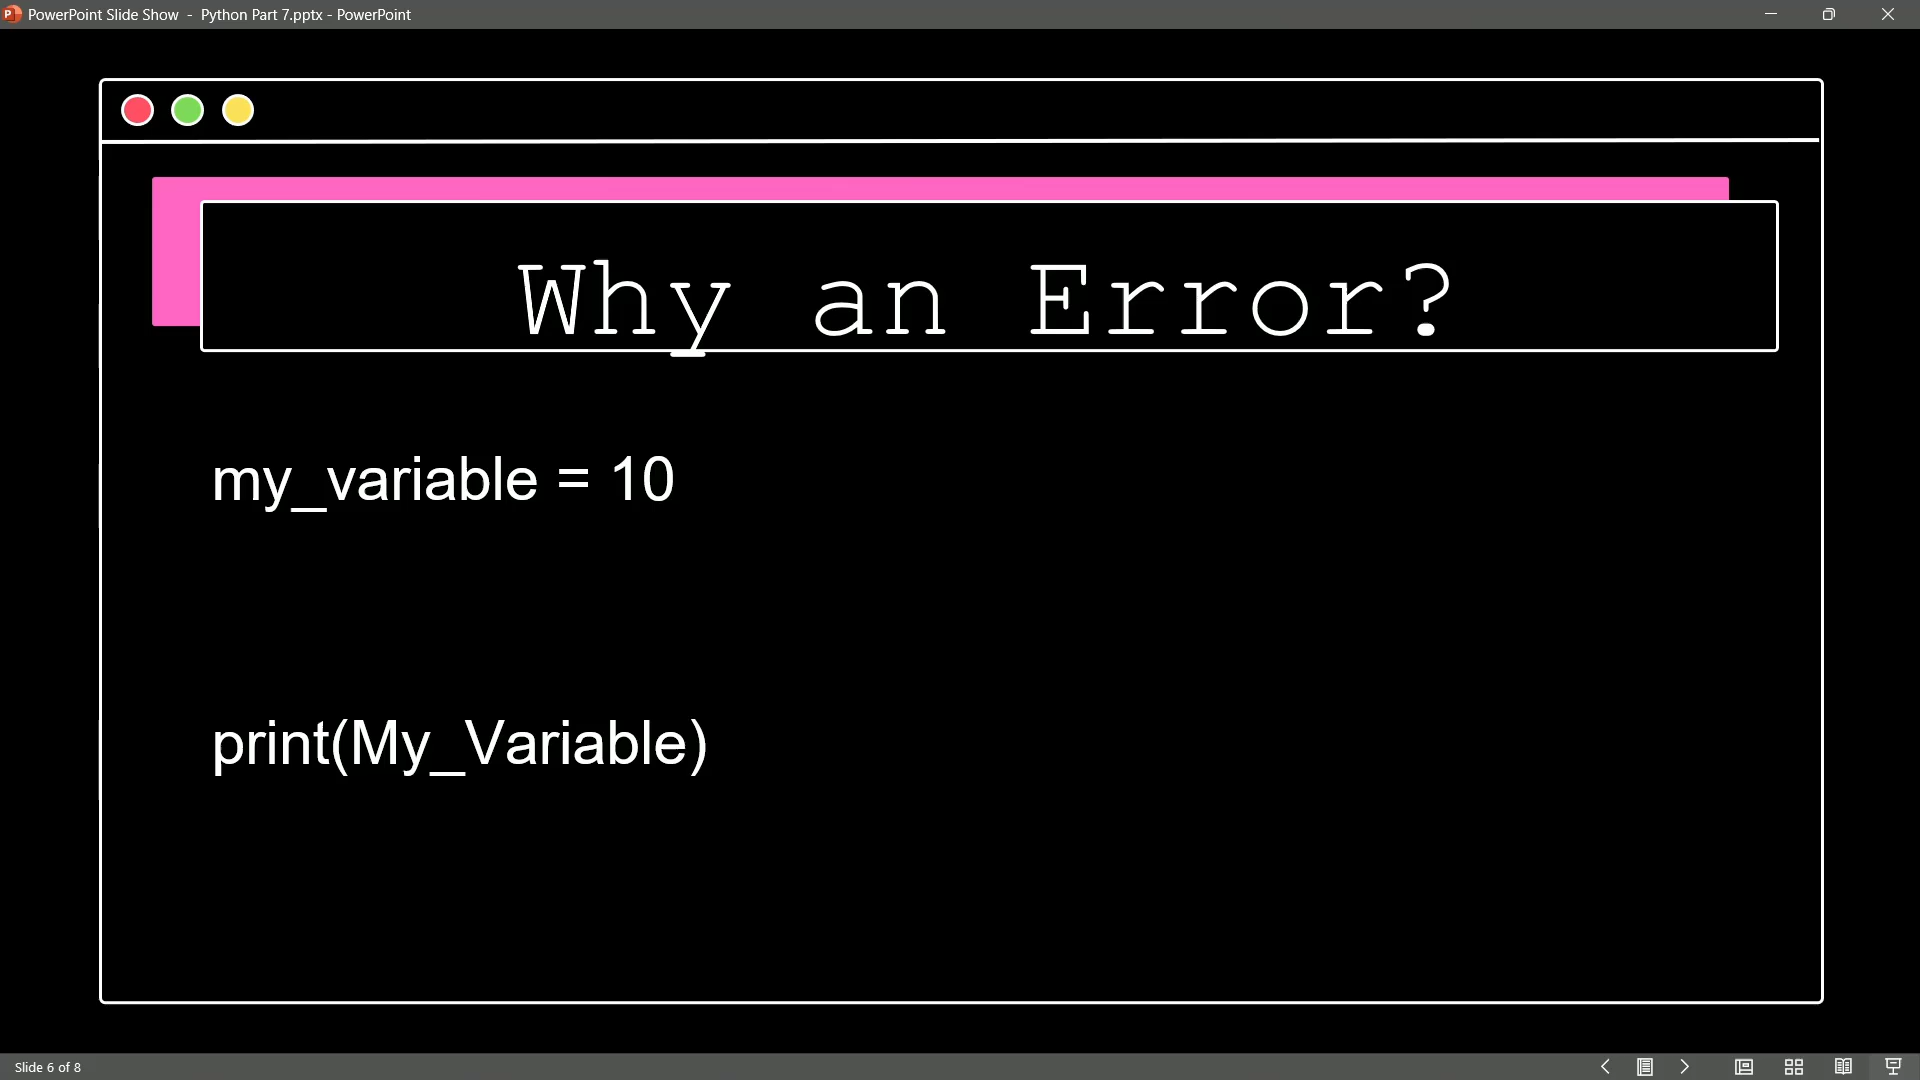 PowerPoint Slide Show - Python Part 7.pptx - PowerPoint
Why an Error?
my_variable = 10
print(My_Variable)
Slide 6 of 8